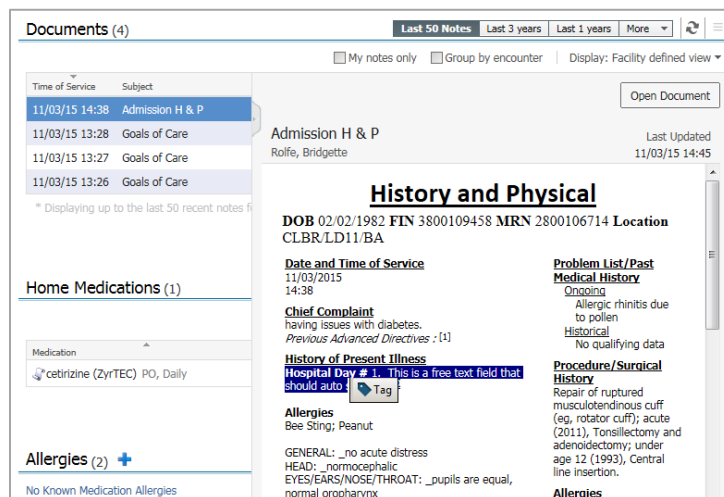 Documents (4)
Last 50 Notes Last 3 years Last 1 years More
My notes only Group by encounter Display: Facility defined view
Time of Service Subject
11/03/15 14:38 Admission H & P
11/03/15 13:28 Goals of Care
11/03/15 13:27 Goals of Care
11/03/15 13:26 Goals of Care
* Displaying up to the last 50 recent notes
Home Medications (1)
Medication
cetirizine (ZyrTEC) PO, Daily
Allergies (2)
No Known Medication Allergies
Open Document
Admission H & P
Rolfe, Bridgette
Last Updated
11/03/15 14:45
History and Physical
DOB 02/02/1982 FIN 3800109458 MRN 2800106714 Location
CLBR/LD11/BA
Date and Time of Service
11/03/2015
14:38
Chief Complaint
having issues with diabetes.
Previous Advanced Directives : [1]
History of Present Illness
Hospital Day # 1. This is a free text field that
should auto
Tag
Allergies
Bee Sting; Peanut
GENERAL: _no acute distress
HEAD: _normocephalic
EYES/EARS/NOSE/THROAT: _pupils are equal,
normal oropharynx
Problem List/Past
Medical History
Ongoing
Allergic rhinitis due
to pollen
Historical
No qualifying data
Procedure/Surgical
History
Repair of ruptured
musculotendinous cuff
(eg, rotator cuff); acute
(2011), Tonsillectomy and
adenoidectomy; under
age 12 (1993), Central
line insertion.
Allergies